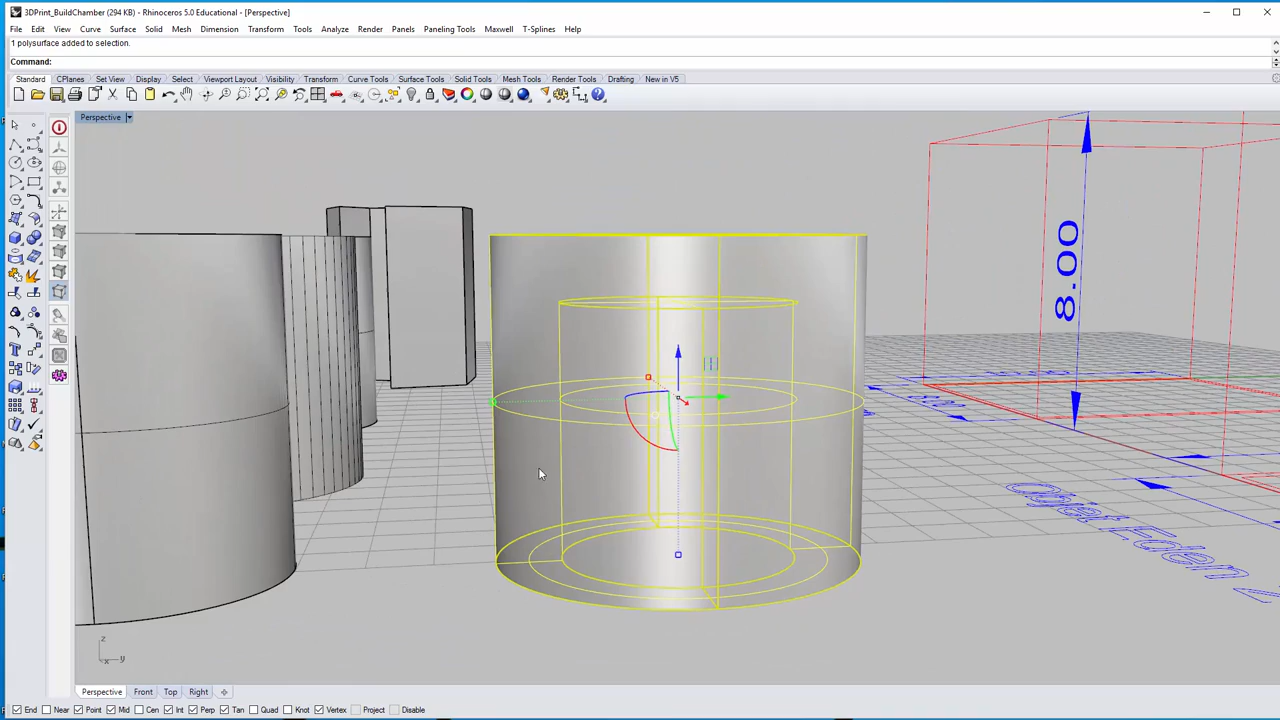 3DPrint_BuildChamber (294 KB) - Rhinoceros 5.0 Educational - [Perspective]
File Edit View Curve Surface Solid Mesh Dimension Transform Tools Analyze Render Panels Paneling Tools Maxwell T-Splines Help
1 polysurface added to selection.
Command:
Standard CPlanes Set View Display Select Viewport Layout Visibility Transform Curve Tools Surface Tools Solid Tools Mesh Tools Render Tools Drafting New in V5
Perspective
8.00
z
x y
Perspective Front Top Right
End Near Point Mid Cen Int Perp Tan Quad Knot Vertex Project Disable